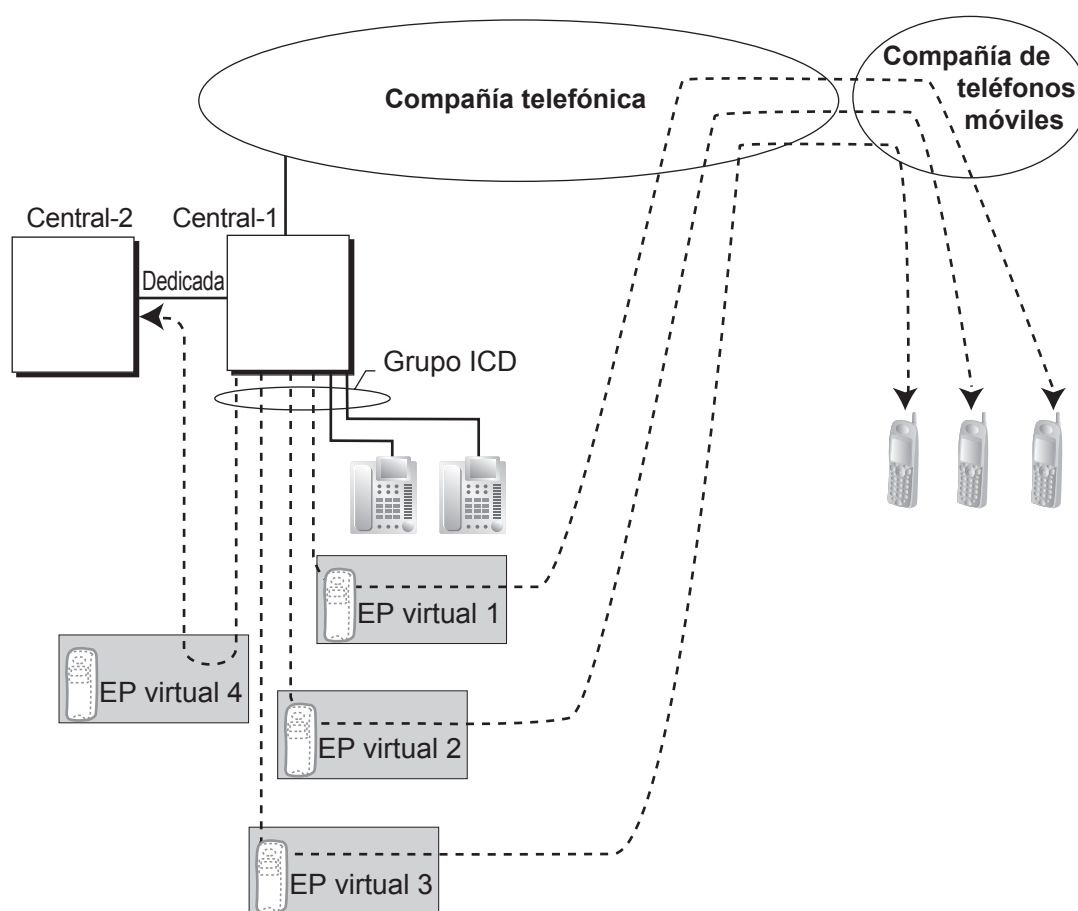 Compañía telefónica
Compañía de
teléfonos
móviles
Central-2
Central-1
Dedicada
Grupo ICD
EP virtual 1
EP virtual 4
EP virtual 2
EP virtual 3